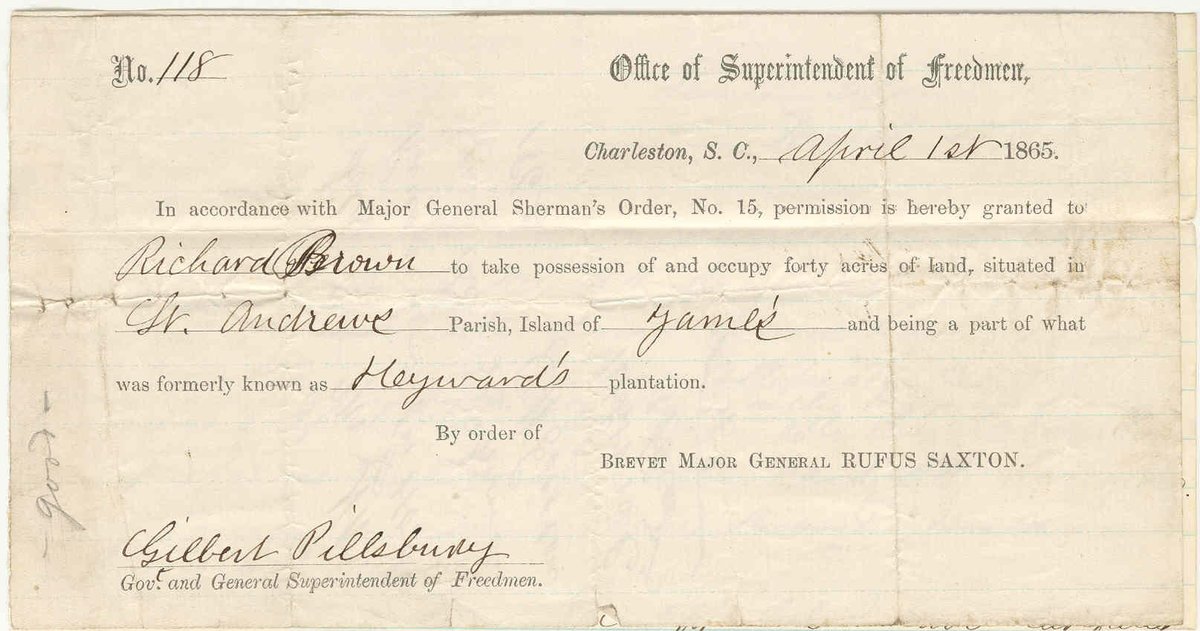 No. 118
Office of Superintendent of Freedmen,
Charleston, S. C., April 1st 1865.
In accordance with Major General Sherman's Order, No. 15, permission is hereby granted to
Richard Brown to take possession of and occupy forty acres of land, situated in
St. Andrews Parish, Island of James and being a part of what
was formerly known as Heyward's plantation.
By order of
BREVET MAJOR GENERAL RUFUS SAXTON.
Gilbert Pillsbury
Gov't. and General Superintendent of Freedmen.
- good -